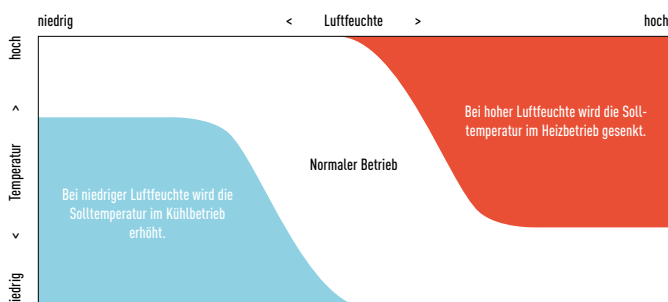 niedrig < Luftfeuchte > hoch
hoch
>
Temperatur
<
Bei hoher Luftfeuchte wird die Soll-
temperatur im Heizbetrieb gesenkt.
Normaler Betrieb
Bei niedriger Luftfeuchte wird die
Solltemperatur im Kühlbetrieb
erhöht.